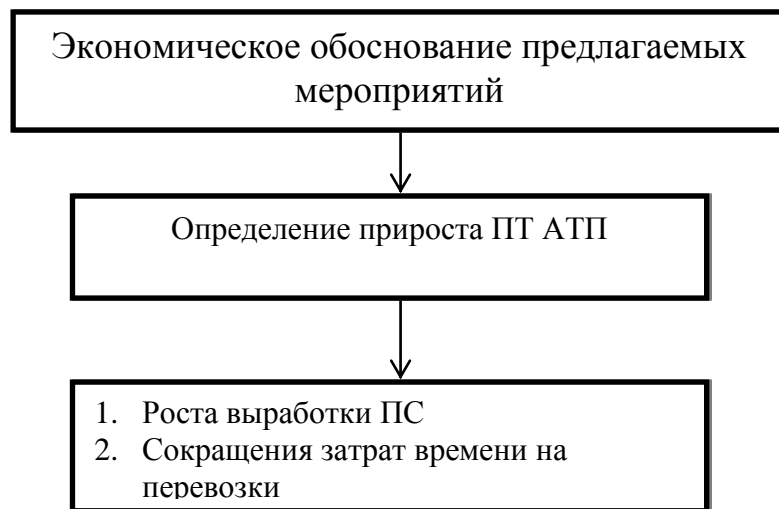 Экономическое обоснование предлагаемых
мероприятий
Определение прироста ПТ АТП
1. Роста выработки ПС
2. Сокращения затрат времени на
перевозки